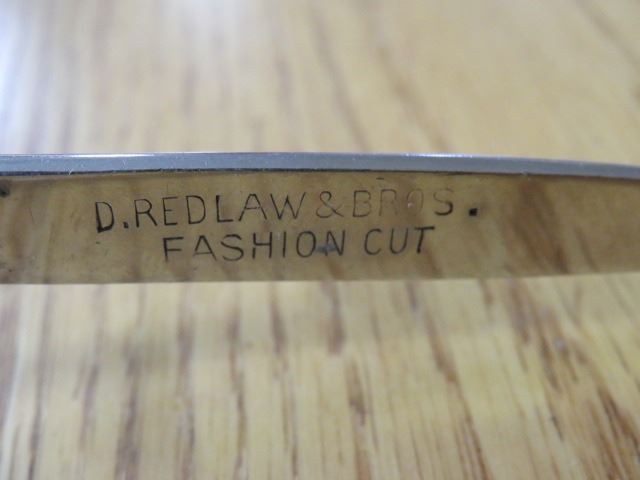 D.REDLAW & BROS.
FASHION CUT